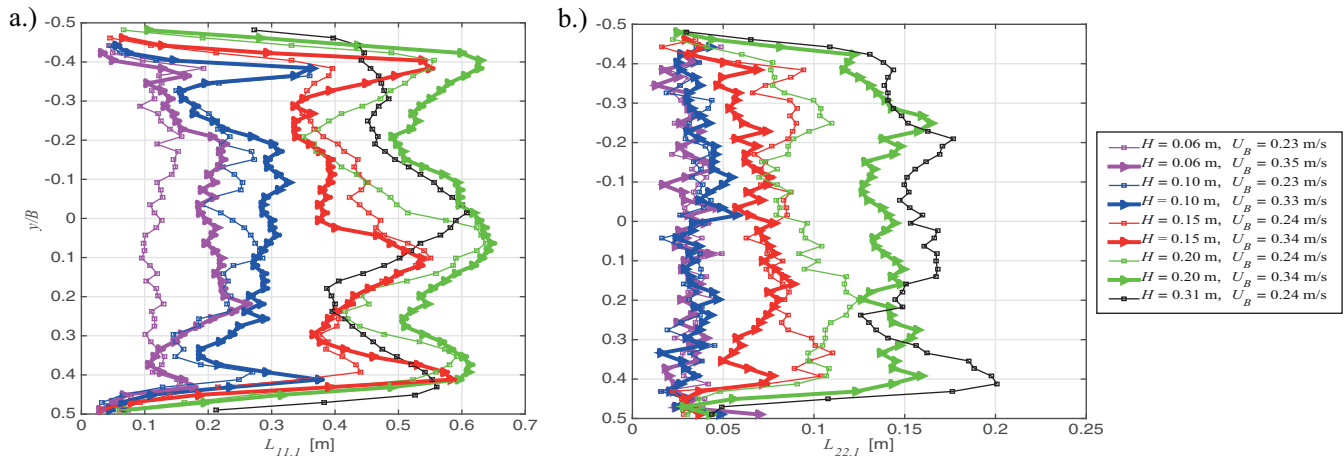 a.)
b.)
-0.5
-0.4
-0.3
-0.2
-0.1
0
0.1
0.2
0.3
0.4
0.5
y/B
0 0.1 0.2 0.3 0.4 0.5 0.6 0.7
L11,1 [m]
-0.5
-0.4
-0.3
-0.2
-0.1
0
0.1
0.2
0.3
0.4
0.5
0 0.05 0.1 0.15 0.2 0.25
L22,1 [m]
H = 0.06 m, UB = 0.23 m/s
H = 0.06 m, UB = 0.35 m/s
H = 0.10 m, UB = 0.23 m/s
H = 0.10 m, UB = 0.33 m/s
H = 0.15 m, UB = 0.24 m/s
H = 0.15 m, UB = 0.34 m/s
H = 0.20 m, UB = 0.24 m/s
H = 0.20 m, UB = 0.34 m/s
H = 0.31 m, UB = 0.24 m/s